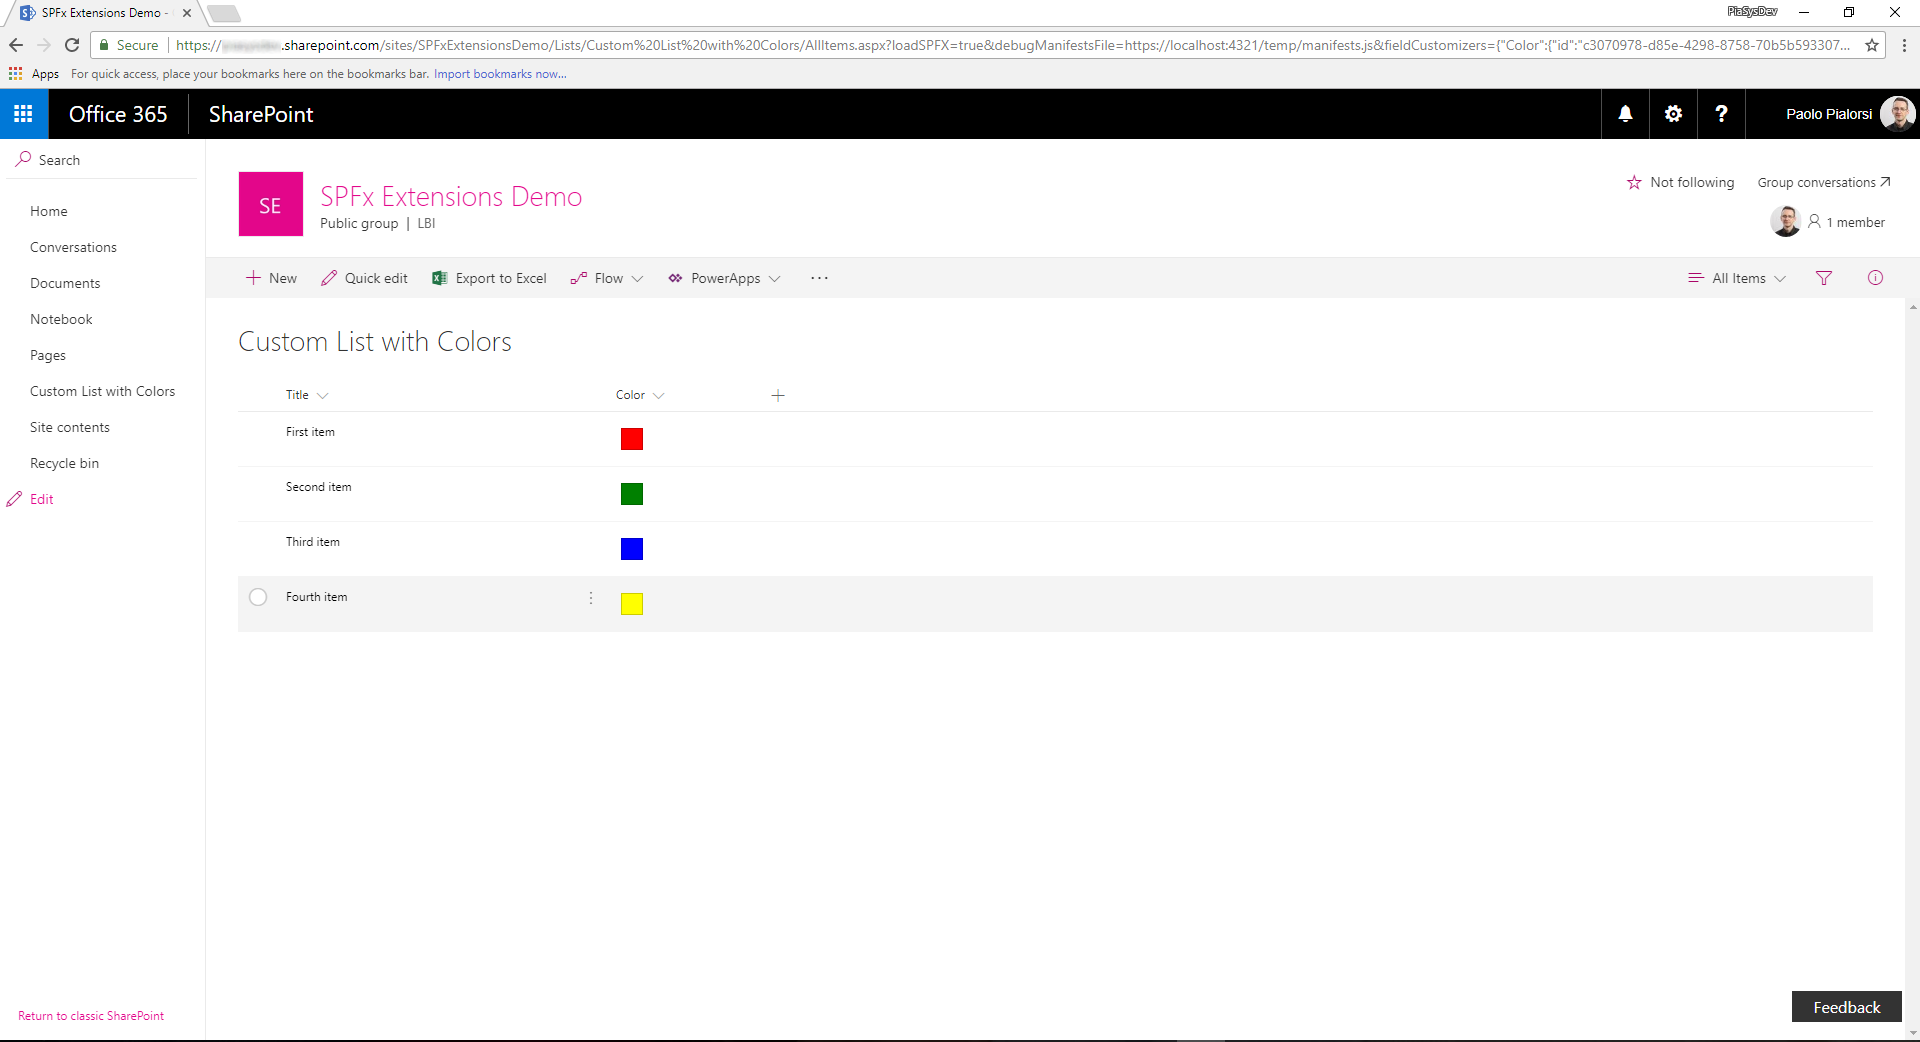 SPFx Extensions Demo -
PiaSysDev
Secure
https:// .sharepoint.com/sites/SPFxExtensionsDemo/Lists/Custom%20List%20with%20Colors/AllItems.aspx?loadSPFX=true&debugManifestsFile=https://localhost:4321/temp/manifests.js&fieldCustomizers={"Color":{"id":"c3070978-d85e-4298-8758-70b5b593307...
Apps For quick access, place your bookmarks here on the bookmarks bar. Import bookmarks now...
Office 365 SharePoint ? Paolo Pialorsi
Search
Home
Conversations
Documents
Notebook
Pages
Custom List with Colors
Site contents
Recycle bin
Edit
Return to classic SharePoint
SE
SPFx Extensions Demo
Public group | LBI
Not following Group conversations
1 member
New Quick edit Export to Excel Flow PowerApps ... All Items
Custom List with Colors
Title Color
First item
Second item
Third item
Fourth item
Feedback